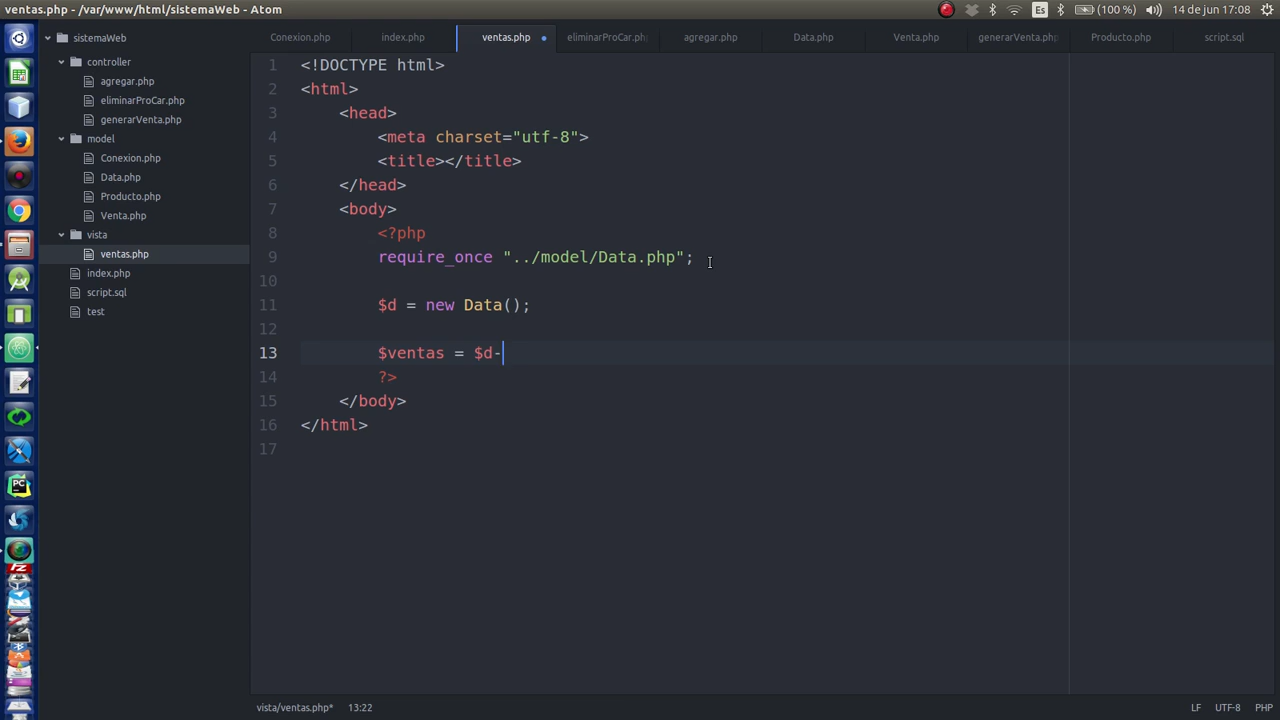 ventas.php - /var/www/html/sistemaWeb - Atom
Es
(100 %)
14 de jun 17:08
sistemaWeb
controller
agregar.php
eliminarProCar.php
generarVenta.php
model
Conexion.php
Data.php
Producto.php
Venta.php
vista
ventas.php
index.php
script.sql
test
Conexion.php
index.php
ventas.php
eliminarProCar.php
agregar.php
Data.php
Venta.php
generarVenta.php
Producto.php
script.sql
1 <!DOCTYPE html>
2 <html>
3 <head>
4 <meta charset="utf-8">
5 <title></title>
6 </head>
7 <body>
8 <?php
9 require_once "../model/Data.php";
10
11 $d = new Data();
12
13 $ventas = $d-
14 ?>
15 </body>
16 </html>
17
PC
FZ
vista/ventas.php* 13:22
LF UTF-8 PHP